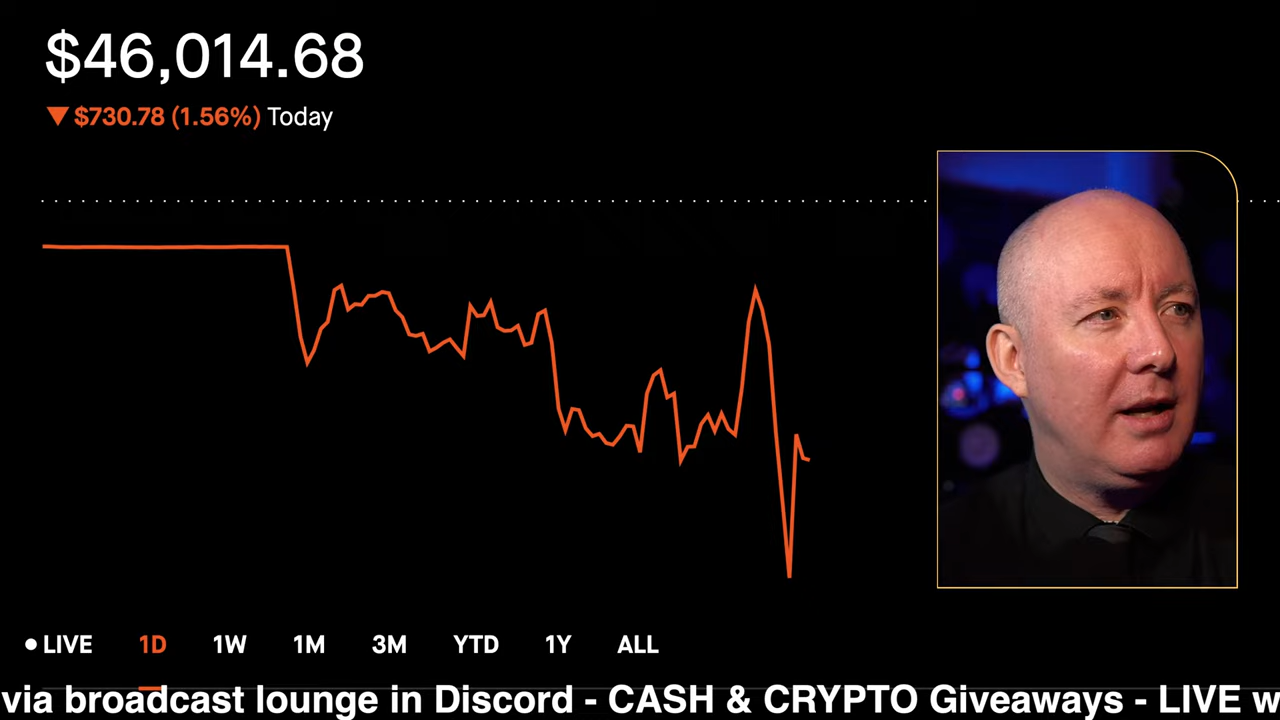 $46,014.68
▼ $730.78 (1.56%) Today
• LIVE 1D 1W 1M 3M YTD 1Y ALL
via broadcast lounge in Discord - CASH & CRYPTO Giveaways - LIVE w